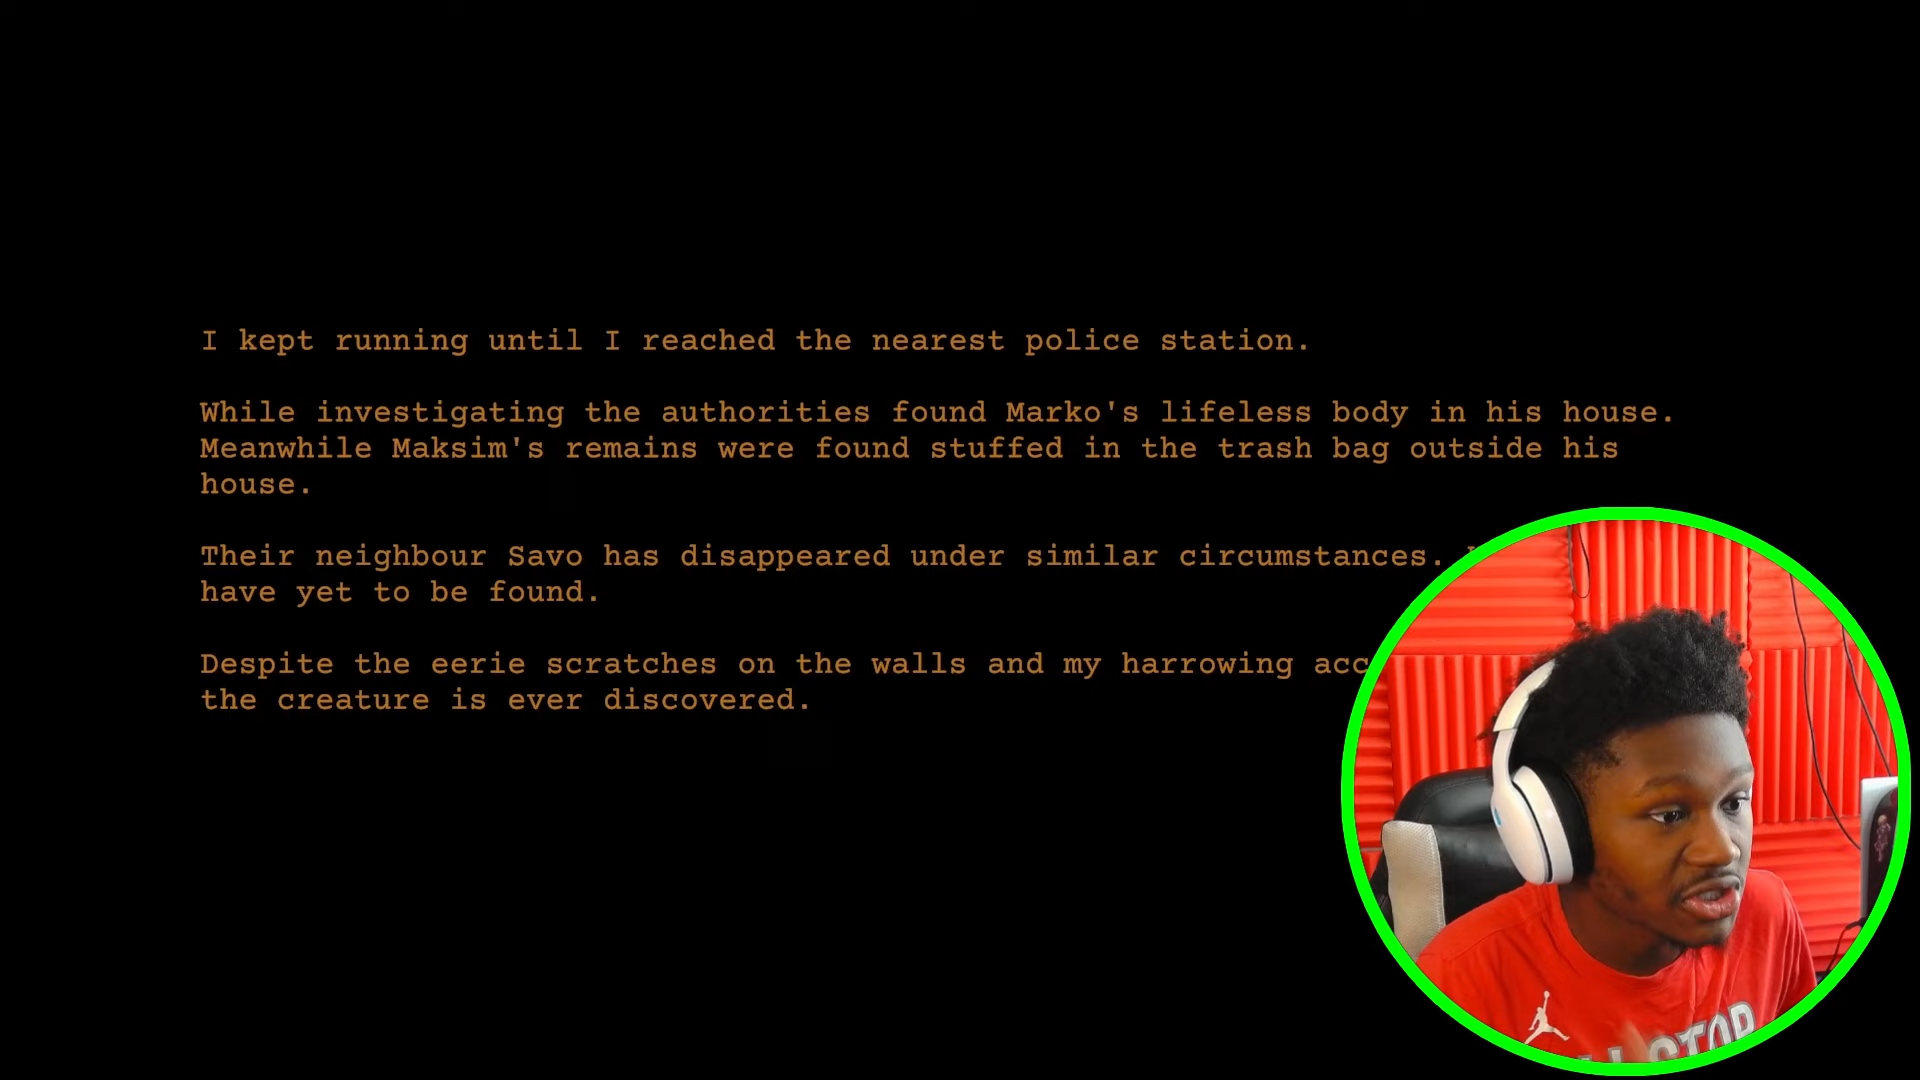 I kept running until I reached the nearest police station.
While investigating the authorities found Marko's lifeless body in his house.
Meanwhile Maksim's remains were found stuffed in the trash bag outside his
house.
Their neighbour Savo has disappeared under similar circumstances.
have yet to be found.
Despite the eerie scratches on the walls and my harrowing
the creature is ever discovered.